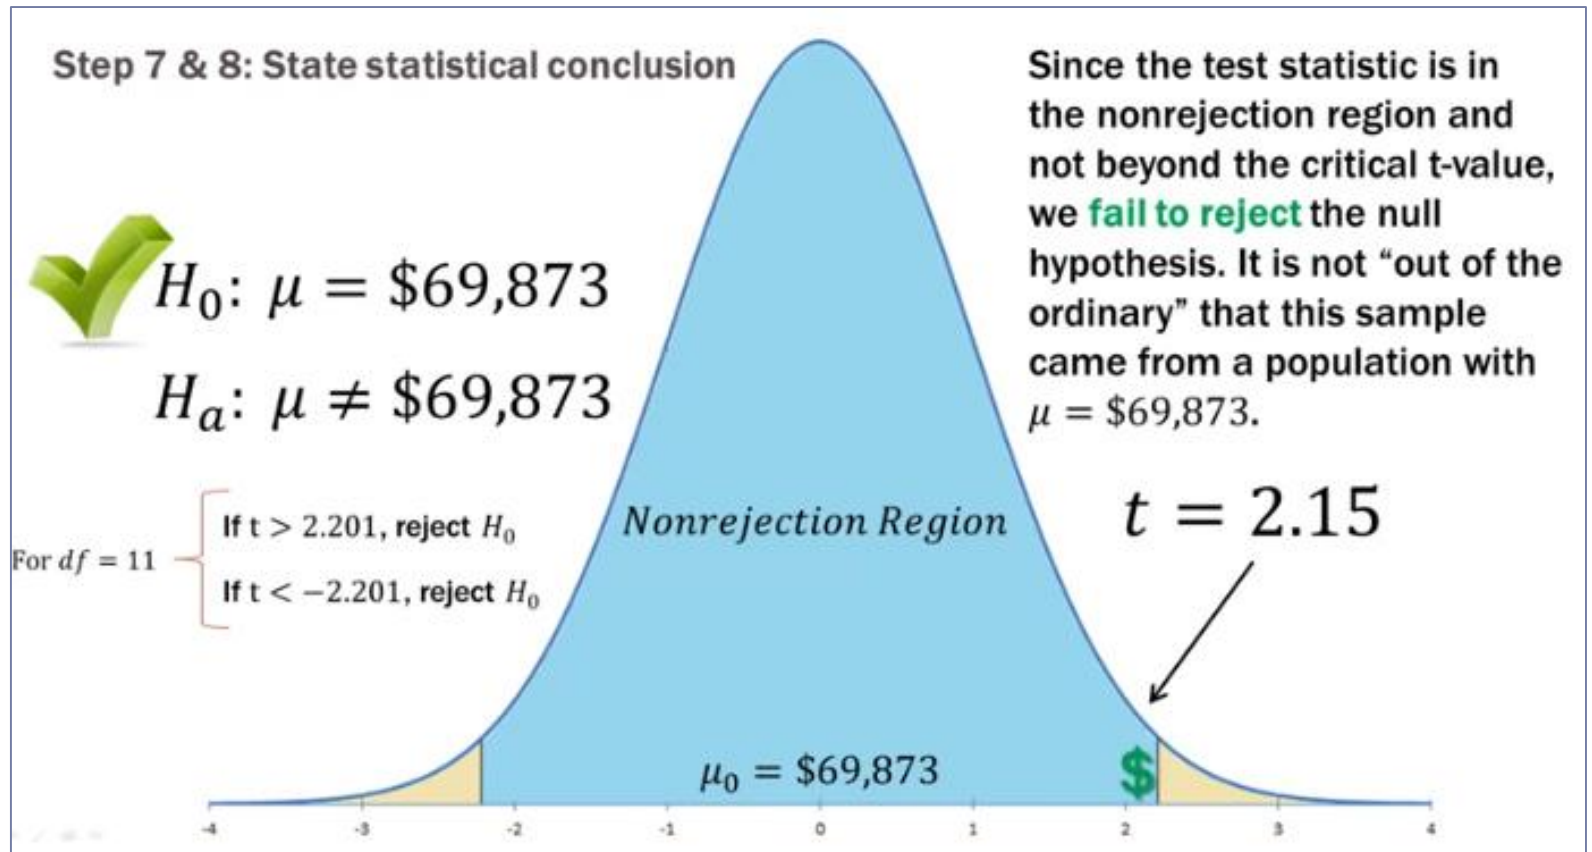 Step 7 & 8: State statistical conclusion
Since the test statistic is in
the nonrejection region and
not beyond the critical t-value,
we fail to reject the null
hypothesis. It is not “out of the
ordinary” that this sample
came from a population with
μ = $69,873.
H₀: μ = $69,873
Hₐ: μ ≠ $69,873
For df = 11
If t > 2.201, reject H₀
If t < −2.201, reject H₀
Nonrejection Region
t = 2.15
μ₀ = $69,873
$
-4 -3 -2 -1 0 1 2 3 4